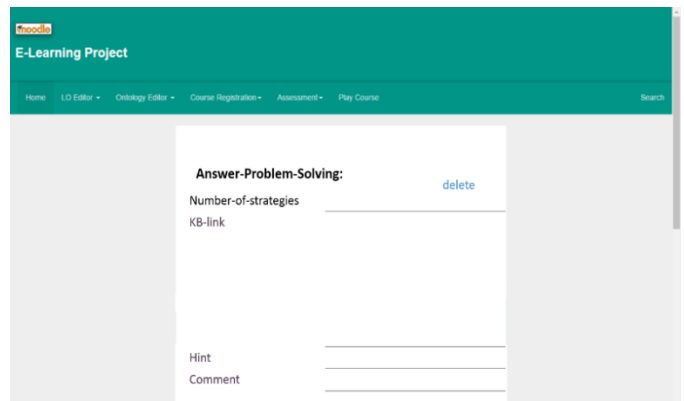 moodle
E-Learning Project
Home LO Editor Ontology Editor Course Registration Assessment Play Course Search
Answer-Problem-Solving:
delete
Number-of-strategies
KB-link
Hint
Comment